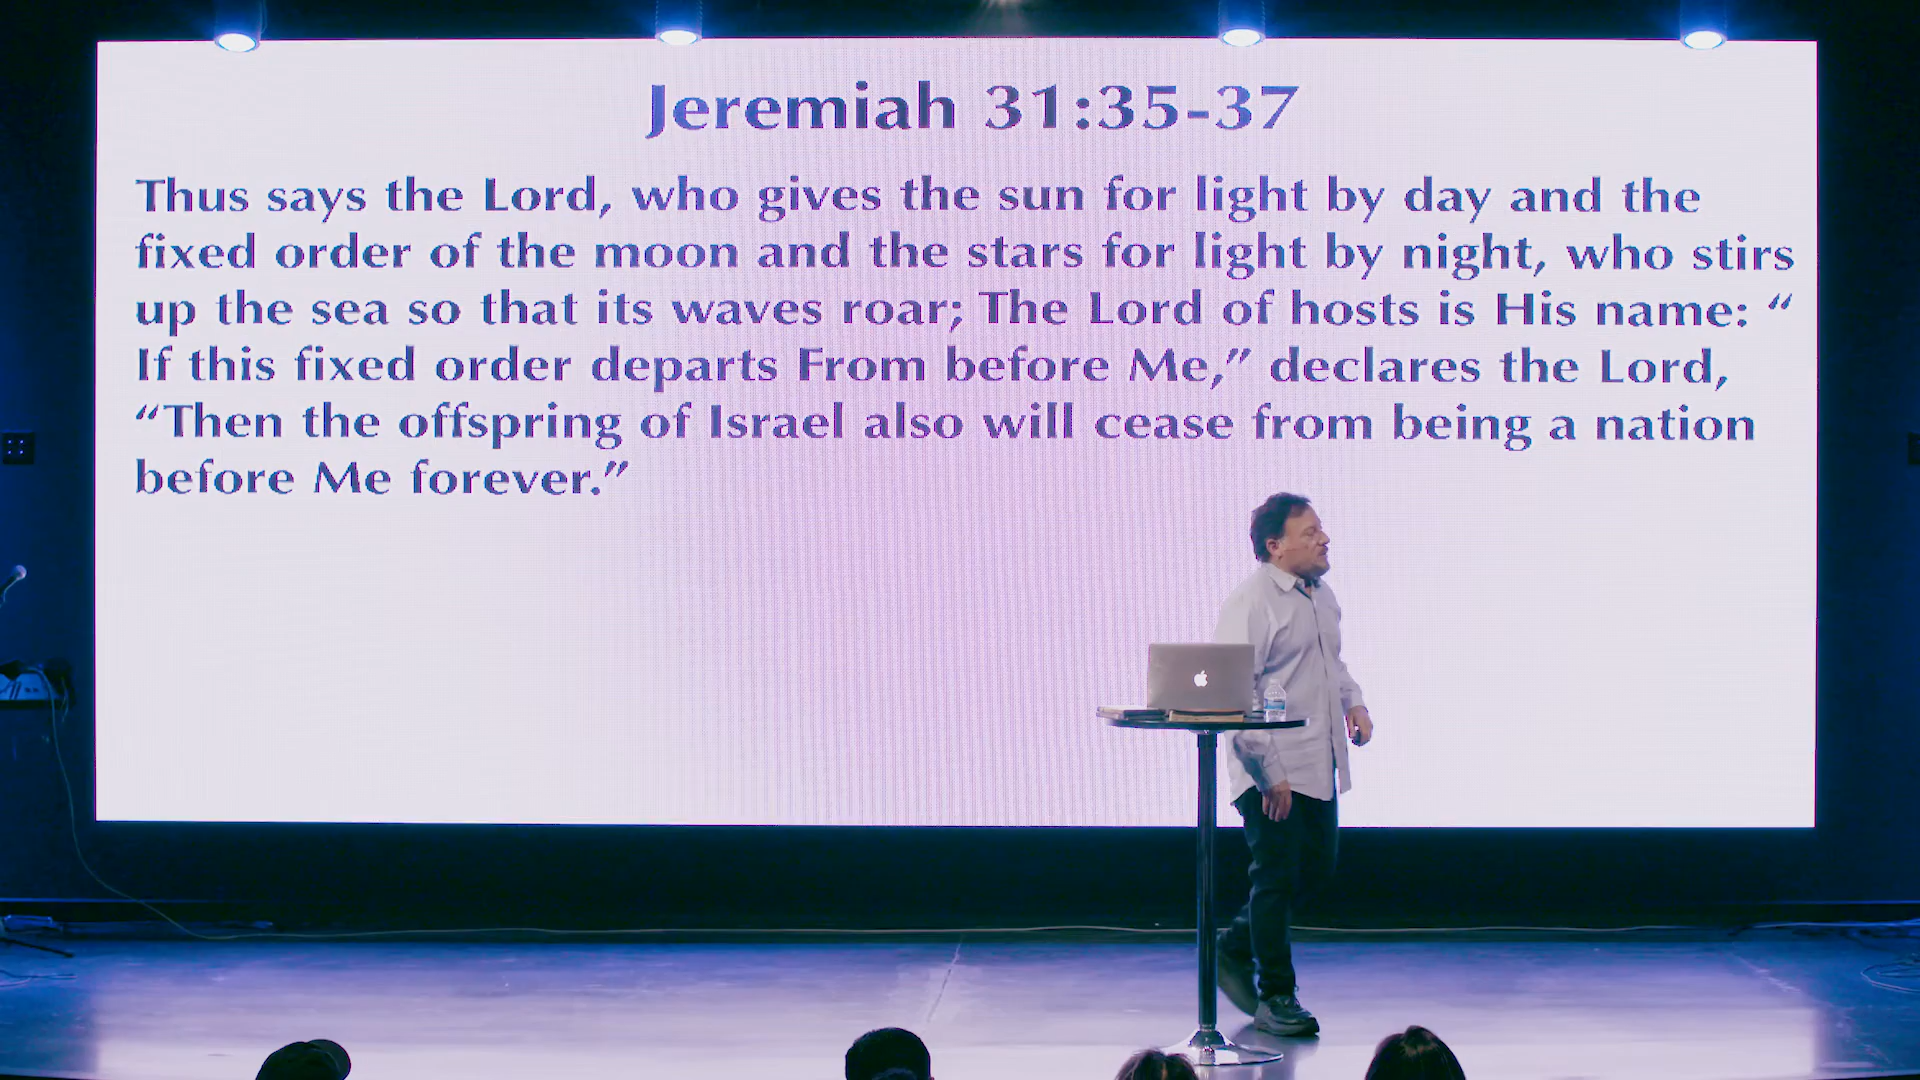 Jeremiah 31:35-37
Thus says the Lord, who gives the sun for light by day and the
fixed order of the moon and the stars for light by night, who stirs
up the sea so that its waves roar; The Lord of hosts is His name: “
If this fixed order departs From before Me,” declares the Lord,
“Then the offspring of Israel also will cease from being a nation
before Me forever.”